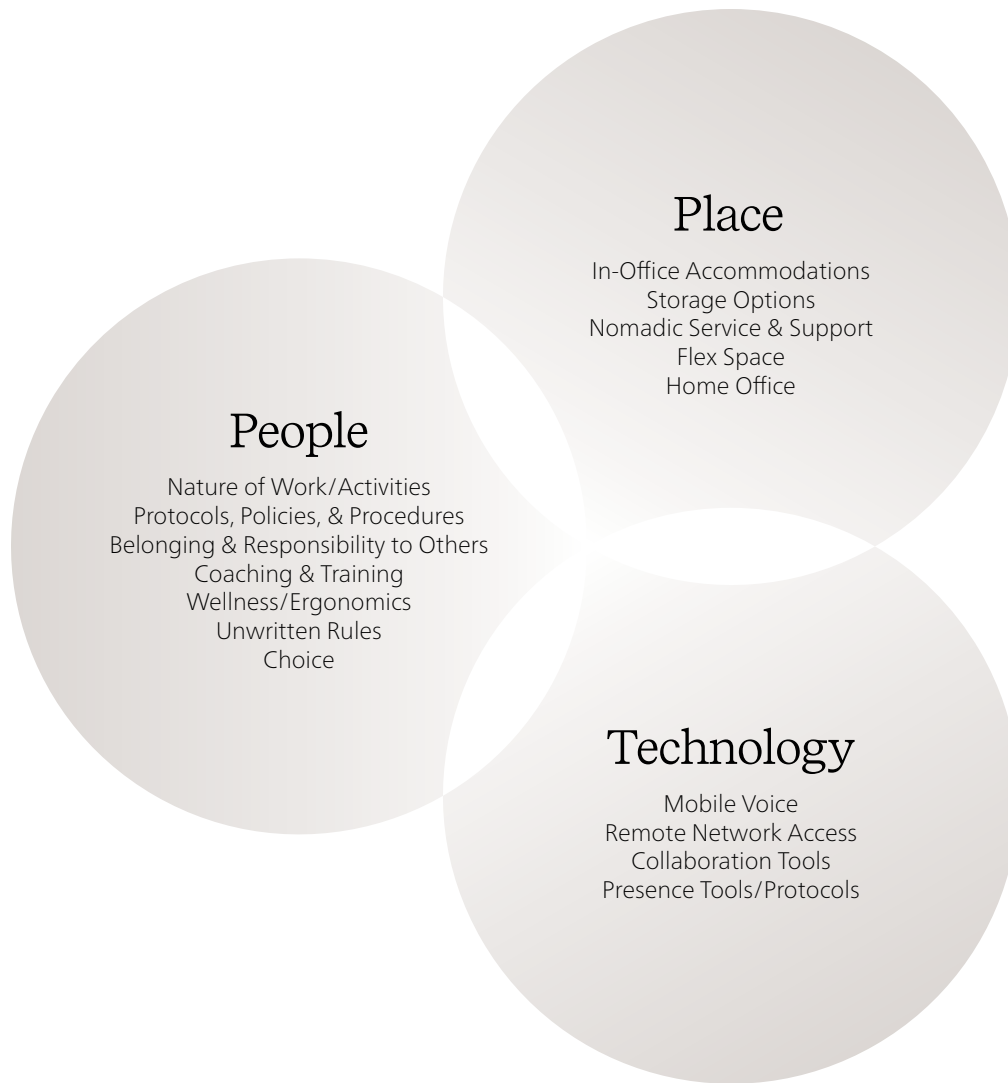 Place
In-Office Accommodations
Storage Options
Nomadic Service & Support
Flex Space
Home Office
People
Nature of Work/Activities
Protocols, Policies, & Procedures
Belonging & Responsibility to Others
Coaching & Training
Wellness/Ergonomics
Unwritten Rules
Choice
Technology
Mobile Voice
Remote Network Access
Collaboration Tools
Presence Tools/Protocols